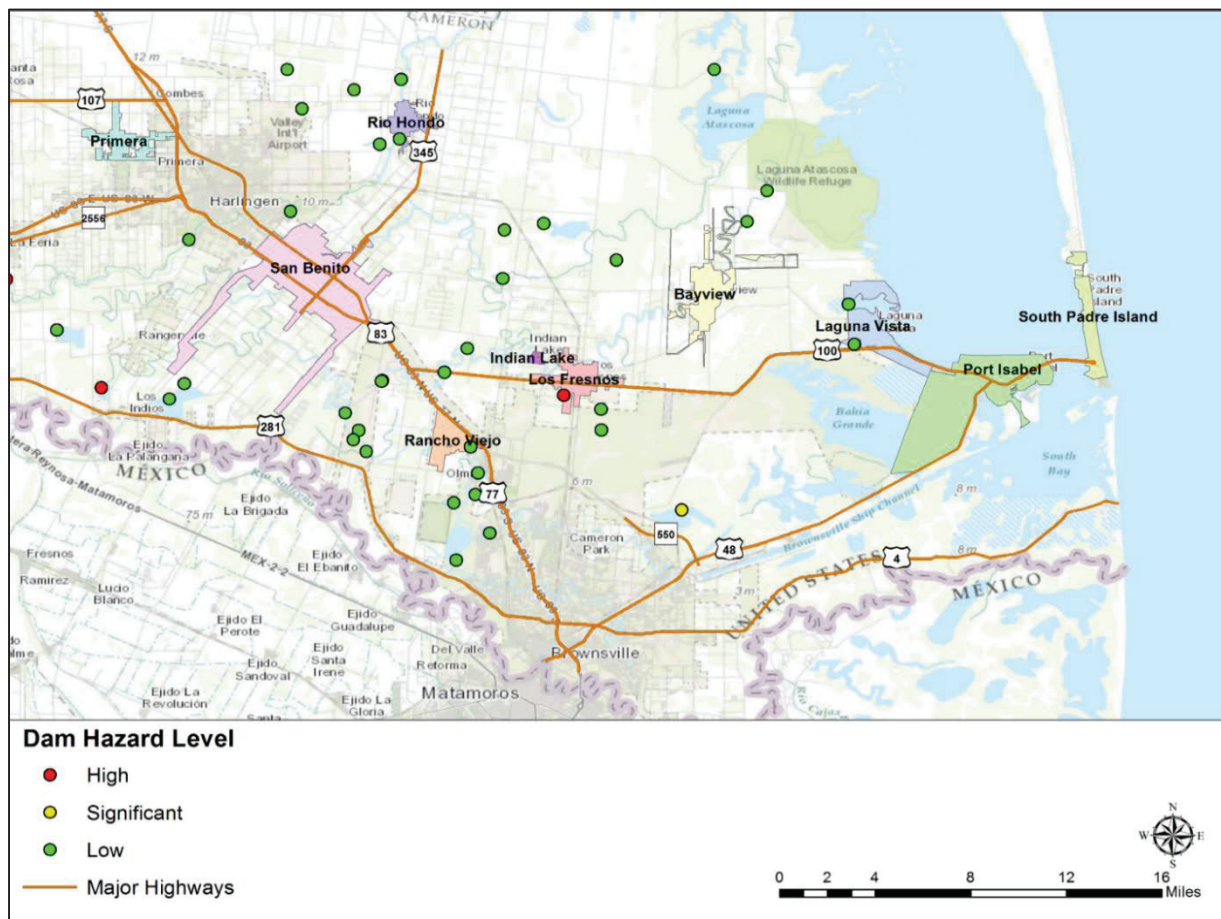 CAMERON
12 m
Combes
107
Primera
Primera
Valley
Int'l
Airport
Rio Hondo
345
Harlingen
10 m
2556
San Benito
Rangerville
83
Los
Indios
281
Ejido
La Palangana
MÉXICO
Laguna
Atascosa
Laguna Atascosa
Wildlife Refuge
Bayview
Indian
Lake
Indian Lake
Los Fresnos
Laguna Vista
100
South
Padre
Island
South Padre Island
Port Isabel
Bahia
Grande
South
Bay
Rancho Viejo
77
6 m
Cameron
Park
550
48
Brownsville Ship Channel
8 m
8 m
4
UNITED STATES
MÉXICO
3 m
Ejido
La Brigada
75 m
MEX-2-2
Ejido
El Ebanito
Fresnos
Ramirez
Lucio
Blanco
Ejido El
Perote
Ejido
Guadalupe
Ejido
Sandoval
Ejido
Santa
Irene
Del Valle
Reforma
Brownsville
Matamoros
Ejido La
Revolución
Ejido La
Gloria
Dam Hazard Level
High
Significant
Low
Major Highways
N
W E
S
0 2 4 8 12 16
Miles